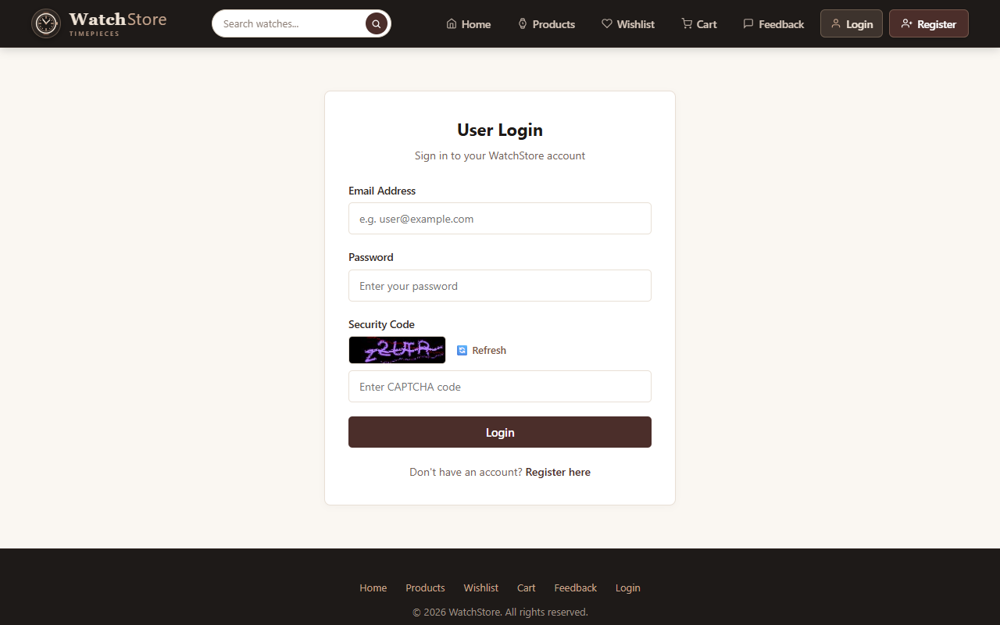 WatchStore
TIMEPIECES
Search watches...
Home
Products
Wishlist
Cart
Feedback
Login
Register
User Login
Sign in to your WatchStore account
Email Address
e.g. user@example.com
Password
Enter your password
Security Code
Refresh
Enter CAPTCHA code
Login
Don't have an account? Register here
Home Products Wishlist Cart Feedback Login
© 2026 WatchStore. All rights reserved.